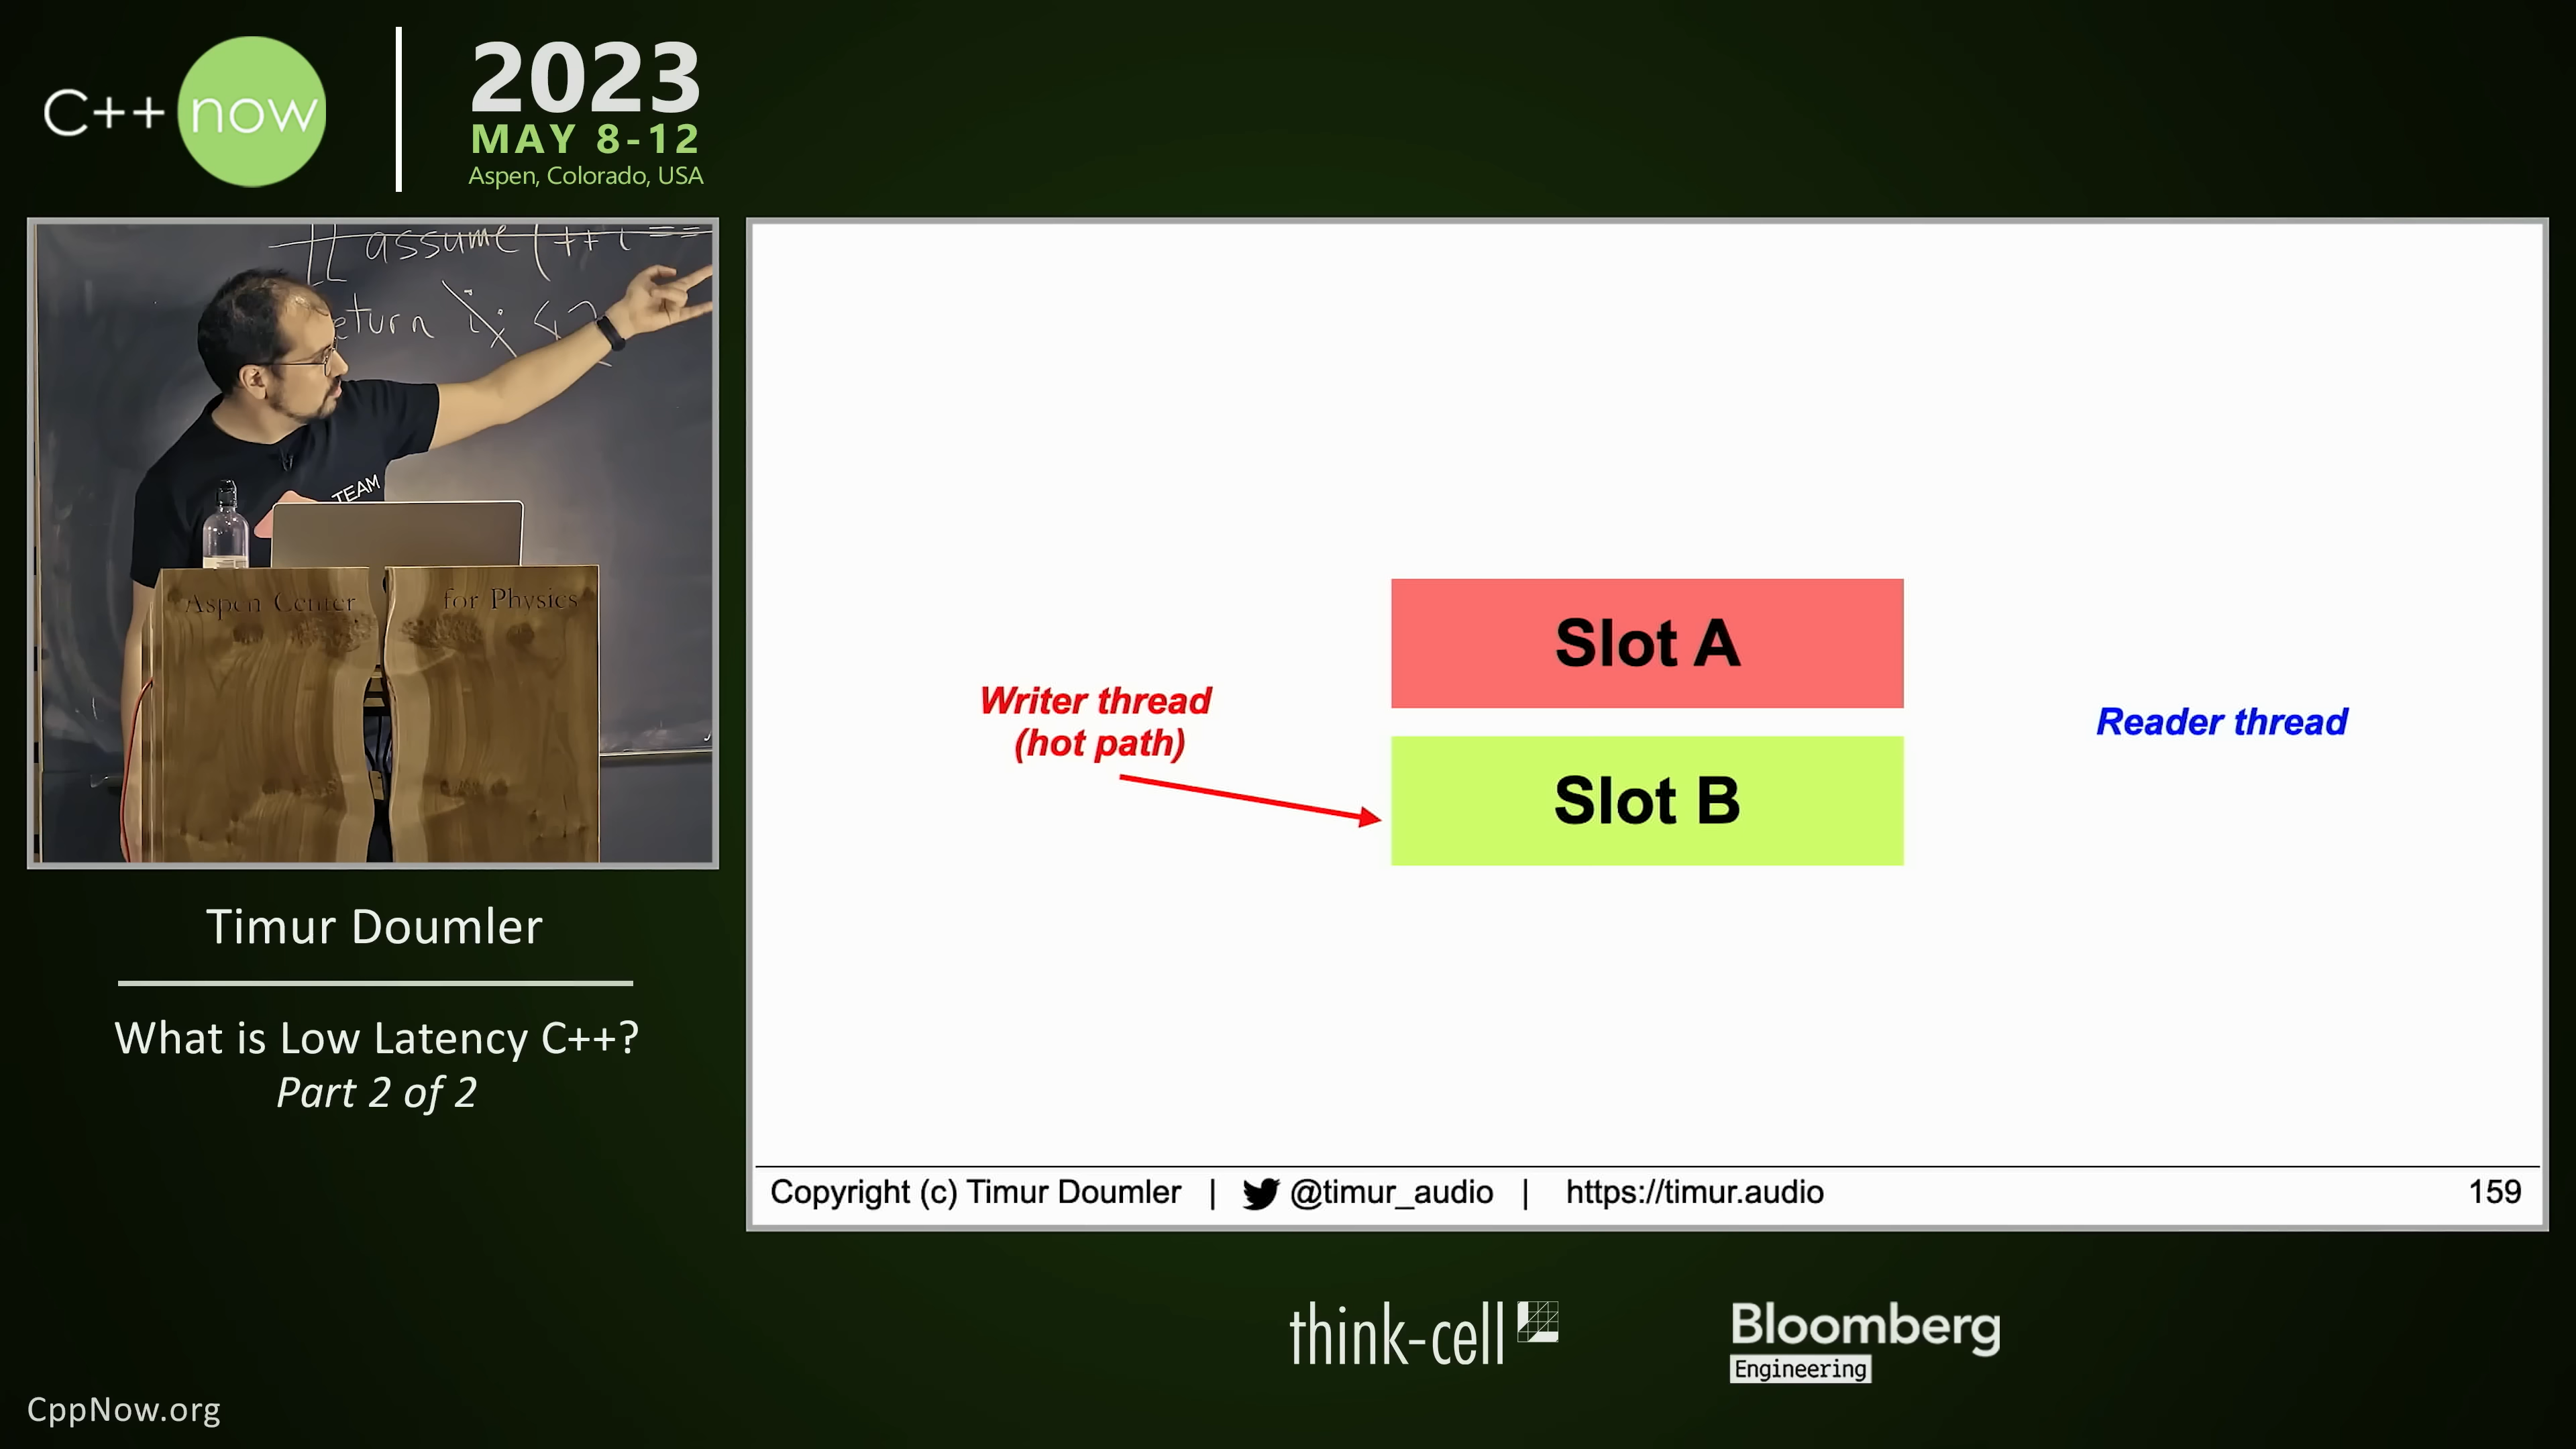 C++ now
2023
MAY 8-12
Aspen, Colorado, USA
[[ assume(++i ==
return i
TEAM
Aspen Center for Physics
Timur Doumler
What is Low Latency C++?
Part 2 of 2
Slot A
Writer thread
(hot path)
Reader thread
Slot B
Copyright (c) Timur Doumler | @timur_audio | https://timur.audio
159
think-cell
Bloomberg
Engineering
CppNow.org